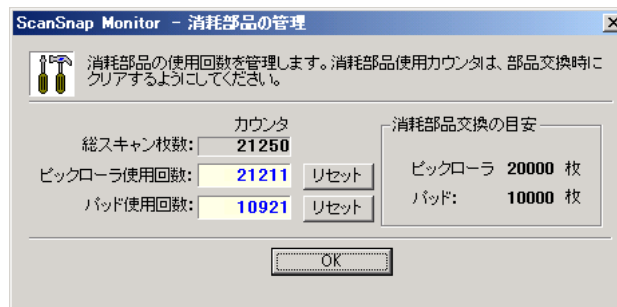 ScanSnap Monitor - 消耗部品の管理
消耗部品の使用回数を管理します。消耗部品使用カウンタは、部品交換時に
クリアするようにしてください。
カウンタ
総スキャン枚数: 21250
ピックローラ使用回数: 21211 リセット
パッド使用回数: 10921 リセット
消耗部品交換の目安
ピックローラ 20000 枚
パッド: 10000 枚
OK